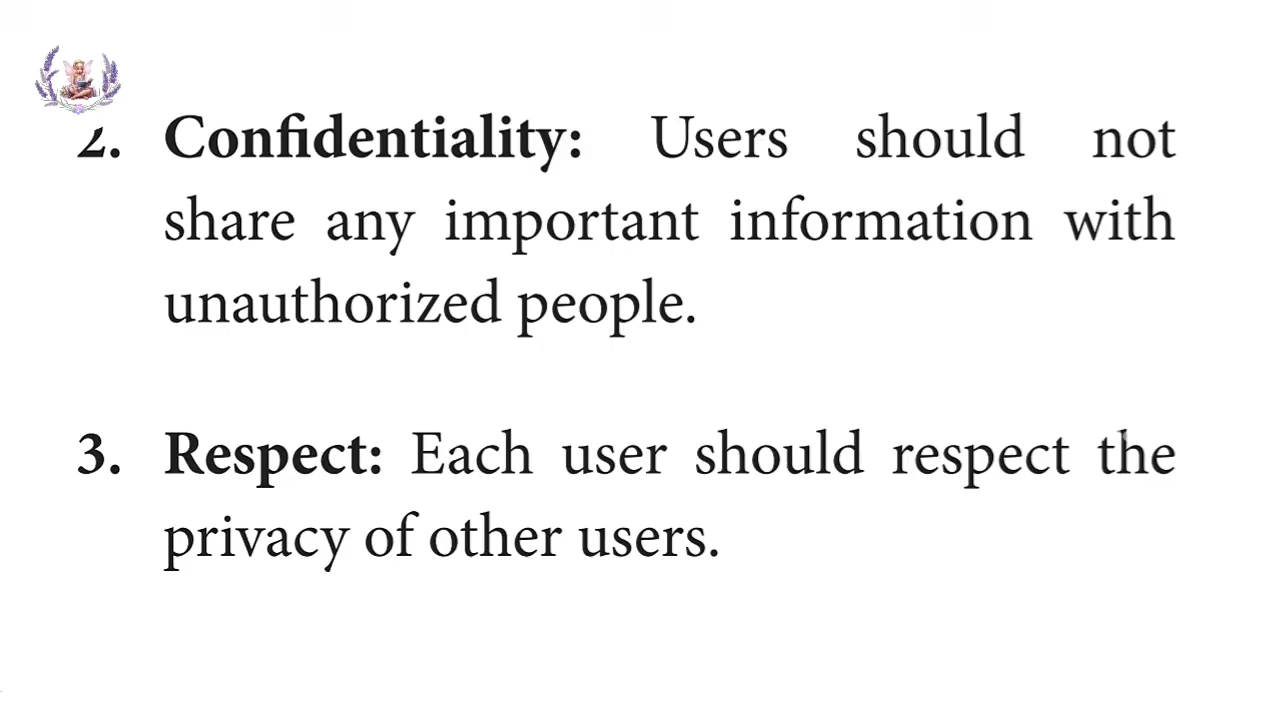 2. Confidentiality: Users should not
share any important information with
unauthorized people.
3. Respect: Each user should respect the
privacy of other users.